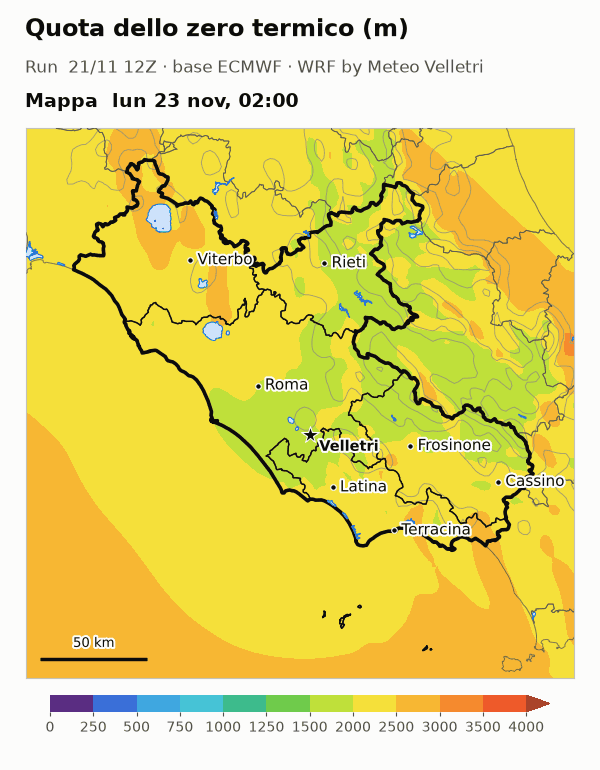 Quota dello zero termico (m)
Run 21/11 12Z · base ECMWF · WRF by Meteo Velletri
Mappa lun 23 nov, 02:00
Viterbo
Rieti
Roma
Velletri
Frosinone
Cassino
Latina
Terracina
50 km
0 250 500 750 1000 1250 1500 2000 2500 3000 3500 4000